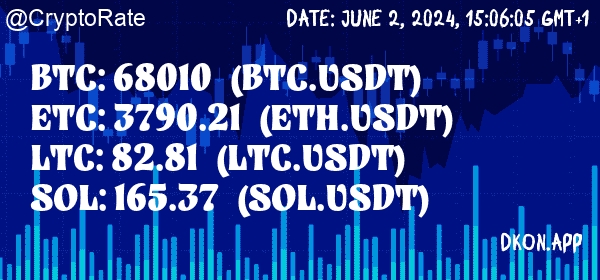 @CryptoRate
DATE: JUNE 2, 2024, 15:06:05 GMT+1
BTC: 68010 (BTC.USDT)
ETC: 3790.21 (ETH.USDT)
LTC: 82.81 (LTC.USDT)
SOL: 165.37 (SOL.USDT)
DKON.APP